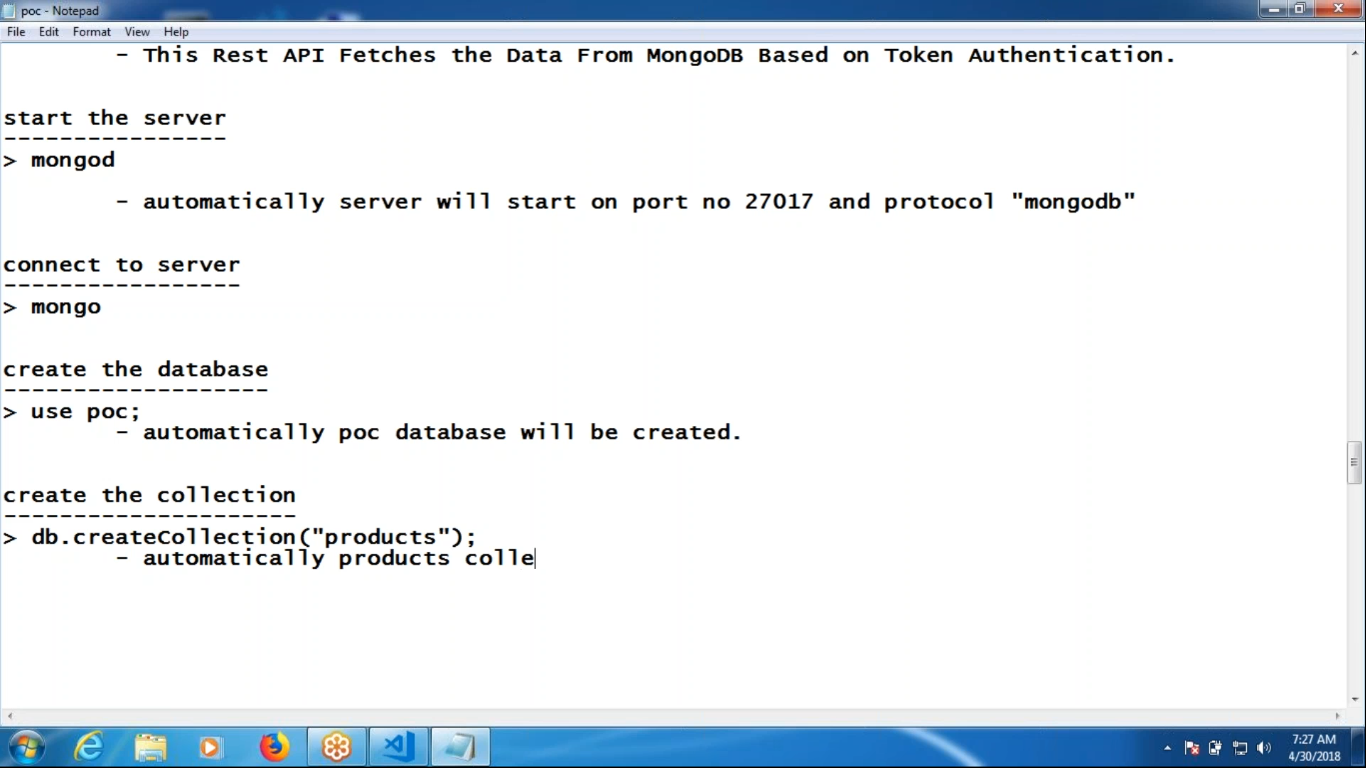 poc - Notepad
File Edit Format View Help
- This Rest API Fetches the Data From MongoDB Based on Token Authentication.
start the server
----------------
> mongod
- automatically server will start on port no 27017 and protocol "mongodb"
connect to server
-----------------
> mongo
create the database
-------------------
> use poc;
- automatically poc database will be created.
create the collection
---------------------
> db.createCollection("products");
- automatically products colle
7:27 AM
4/30/2018